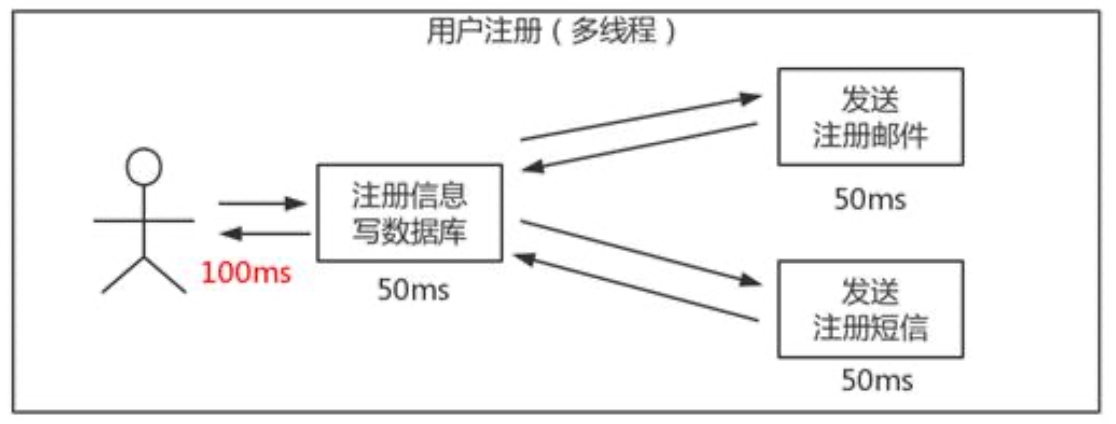 用户注册（多线程）
发送
注册邮件
50ms
注册信息
写数据库
100ms
50ms
发送
注册短信
50ms